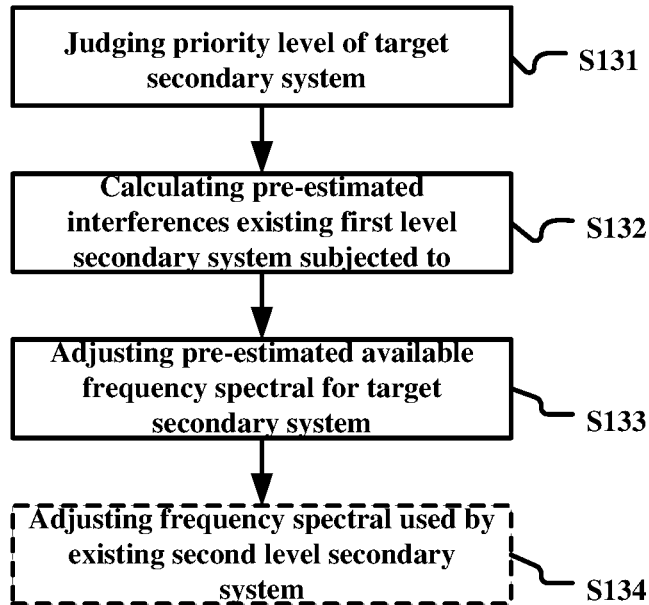 Judging priority level of target
secondary system
S131
Calculating pre-estimated
interferences existing first level
secondary system subjected to
S132
Adjusting pre-estimated available
frequency spectral for target
secondary system
S133
Adjusting frequency spectral used by
existing second level secondary
system
S134